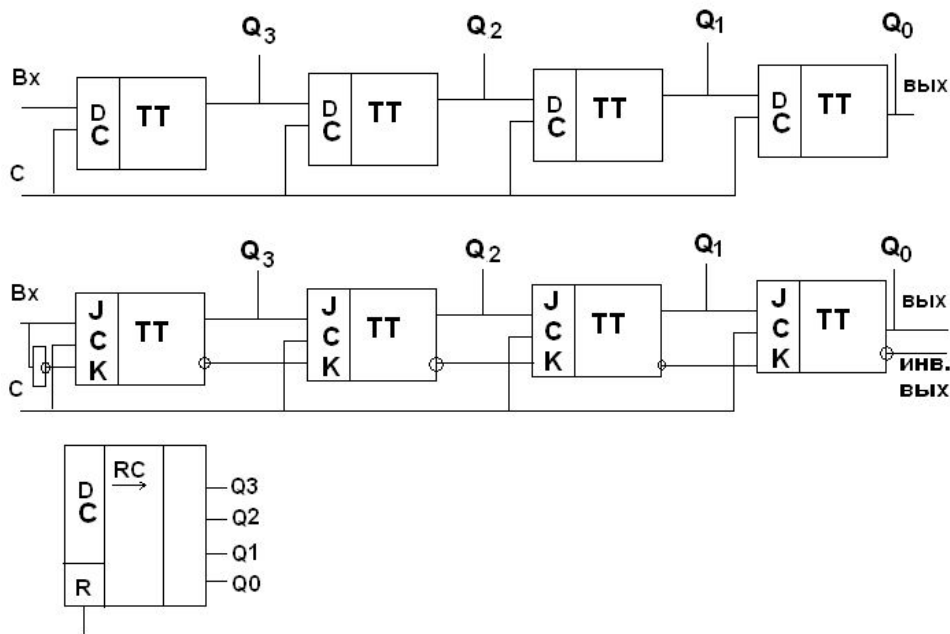 Q3 Q2 Q1 Q0
Вх D C TT D C TT D C TT D C TT вых
C
Q3 Q2 Q1 Q0
Вх J C K TT J C K TT J C K TT J C K TT вых
C инв. вых
D C RC Q3
Q2
Q1
R Q0